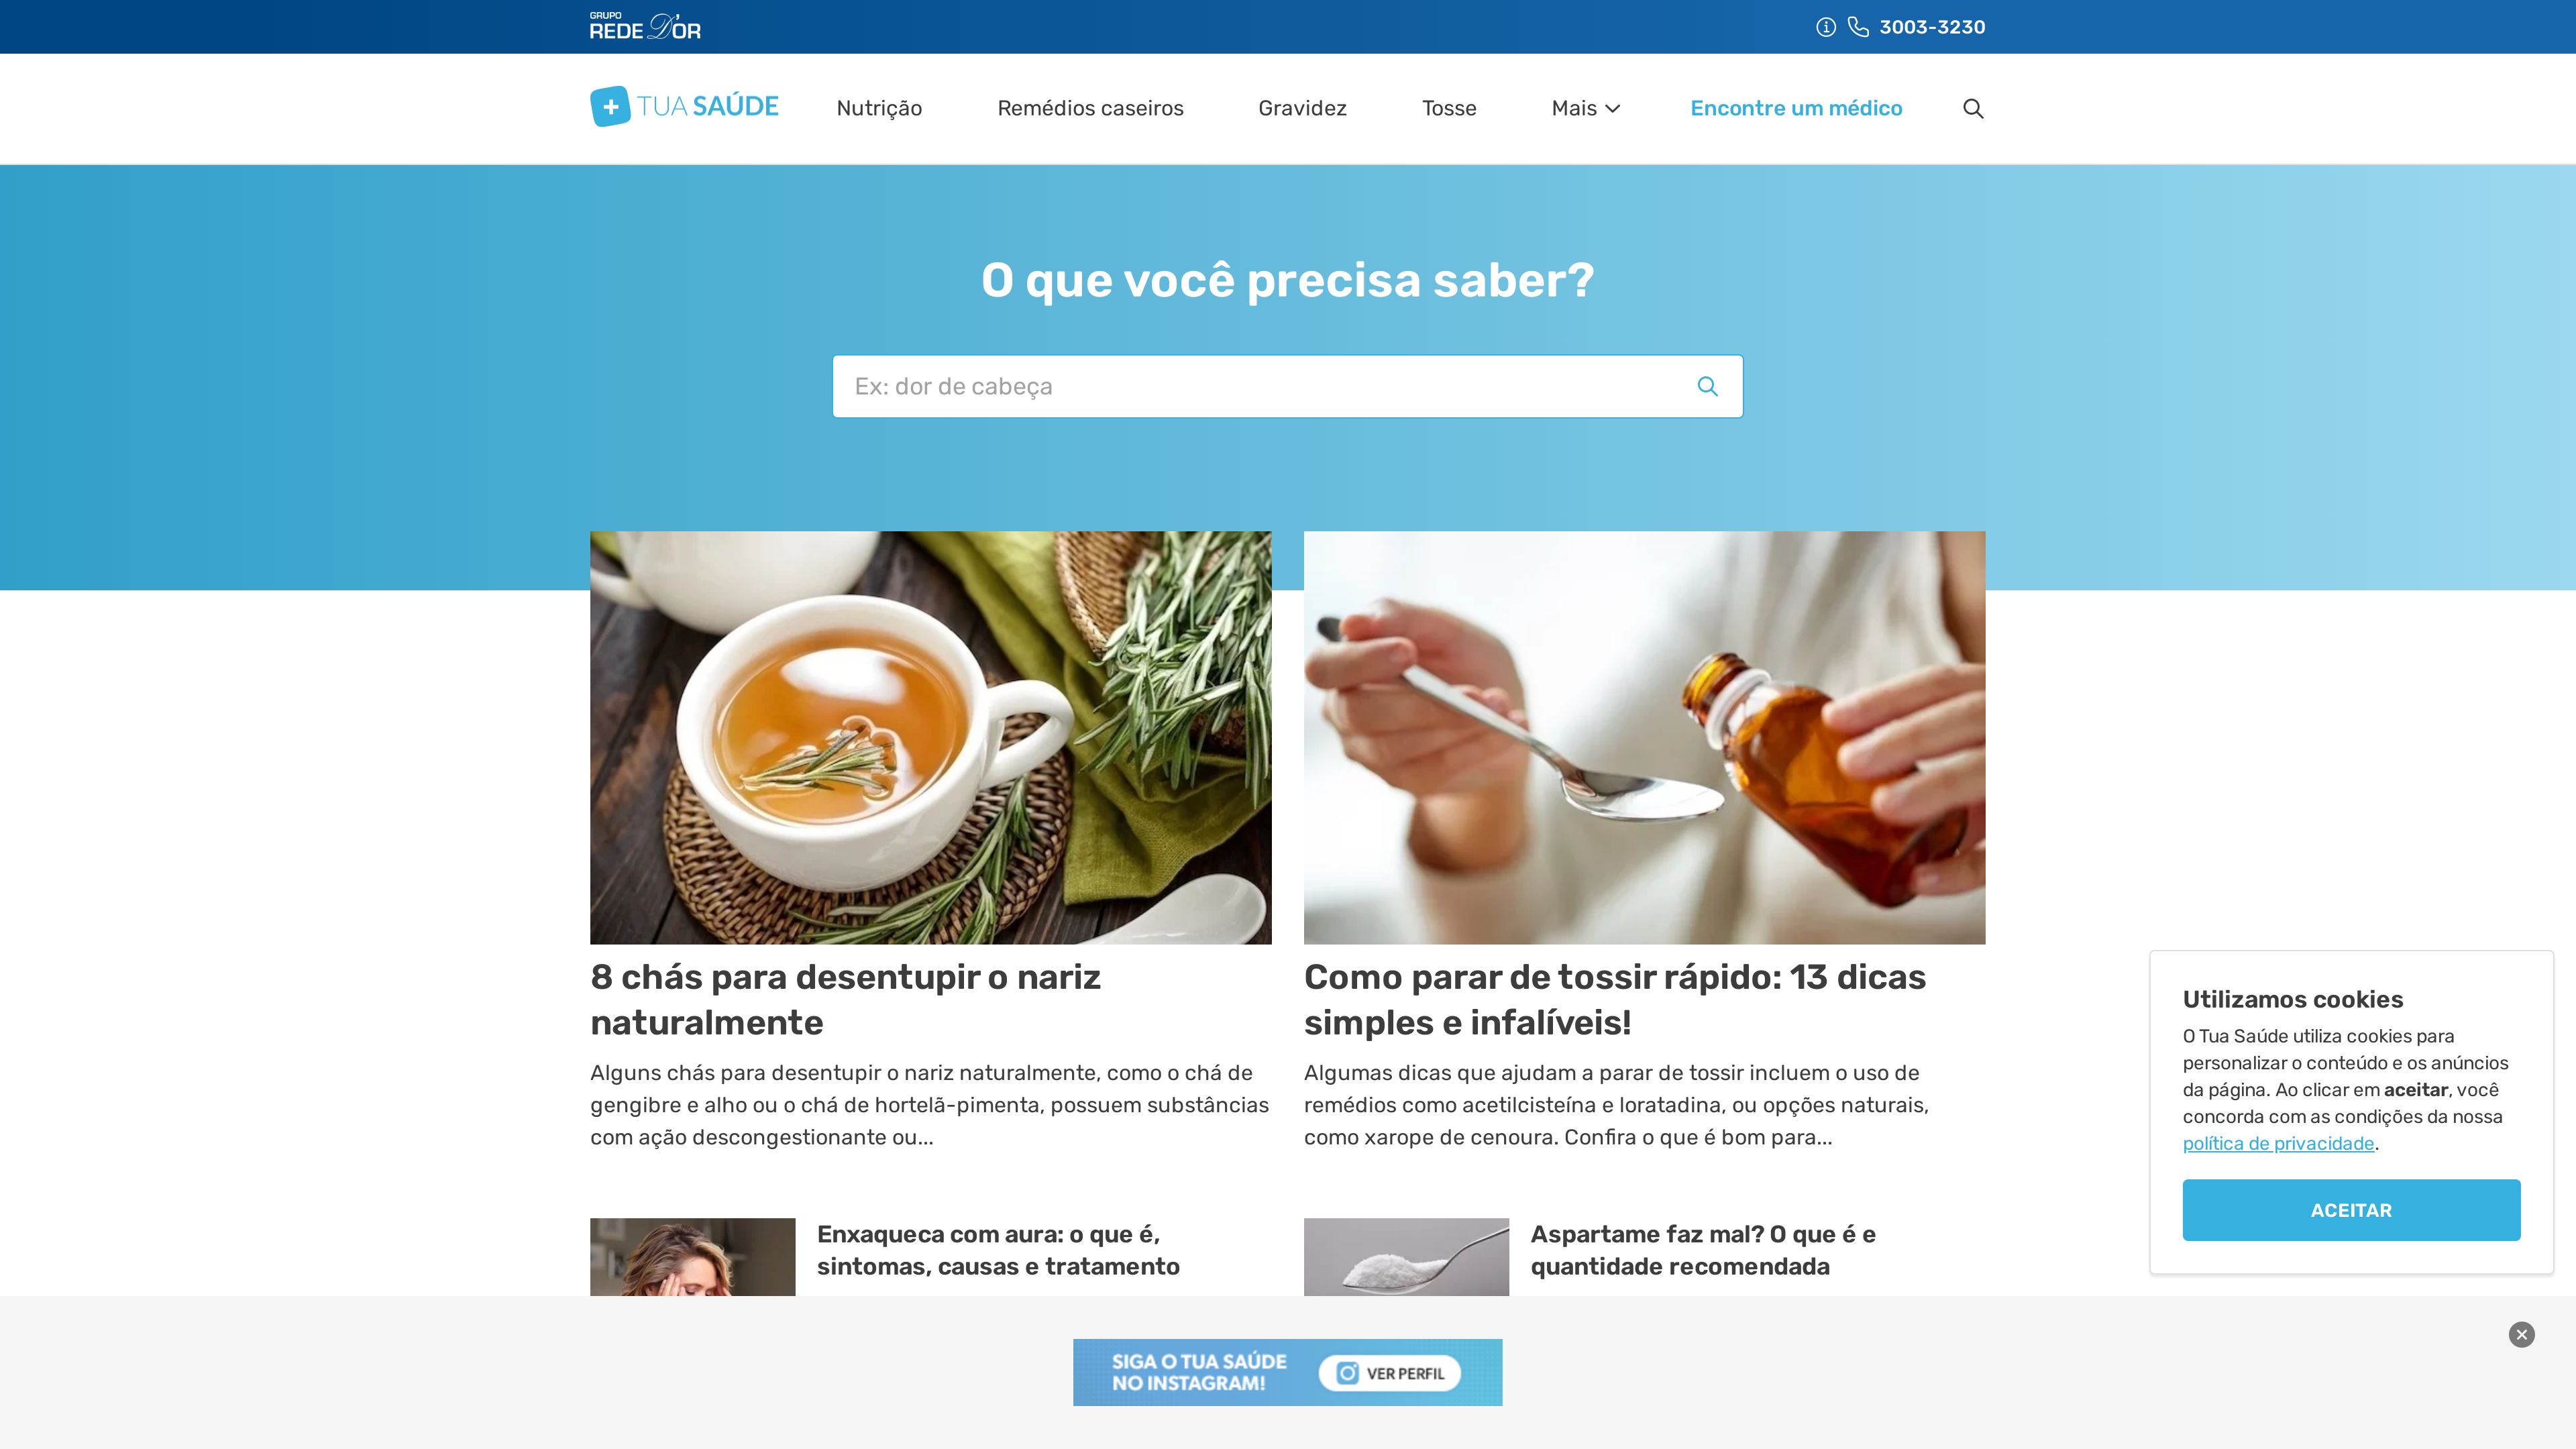 GRUPO
REDE D'OR
3003-3230
TUA SAÚDE
Nutrição
Remédios caseiros
Gravidez
Tosse
Mais
Encontre um médico
O que você precisa saber?
Ex: dor de cabeça
8 chás para desentupir o nariz
naturalmente
Alguns chás para desentupir o nariz naturalmente, como o chá de
gengibre e alho ou o chá de hortelã-pimenta, possuem substâncias
com ação descongestionante ou...
Como parar de tossir rápido: 13 dicas
simples e infalíveis!
Algumas dicas que ajudam a parar de tossir incluem o uso de
remédios como acetilcisteína e loratadina, ou opções naturais,
como xarope de cenoura. Confira o que é bom para...
Enxaqueca com aura: o que é,
sintomas, causas e tratamento
Aspartame faz mal? O que é e
quantidade recomendada
Utilizamos cookies
O Tua Saúde utiliza cookies para
personalizar o conteúdo e os anúncios
da página. Ao clicar em aceitar, você
concorda com as condições da nossa
política de privacidade.
ACEITAR
SIGA O TUA SAÚDE
NO INSTAGRAM!
VER PERFIL